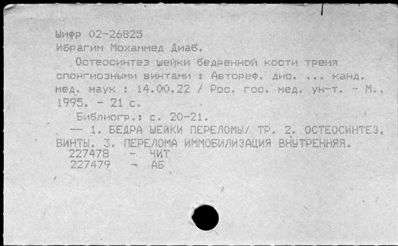 Шифр 02-26825
Ибрагим Мохаммед Диаб.
Остеосинтез шейки бедренной кости тремя
спонгиозными винтами : Автореф. дис. ... канд.
мед. наук : 14.00.22 / Рос. гос. мед. ун-т. - М.,
1995. - 21 с.
Библиогр.: с. 20-21.
-- 1. БЕДРА ШЕЙКИ ПЕРЕЛОМЫ/ ТР. 2. ОСТЕОСИНТЕЗ,
ВИНТЫ. 3. ПЕРЕЛОМА ИММОБИЛИЗАЦИЯ ВНУТРЕННЯЯ.
227478 - ЧИТ
227479 - АБ